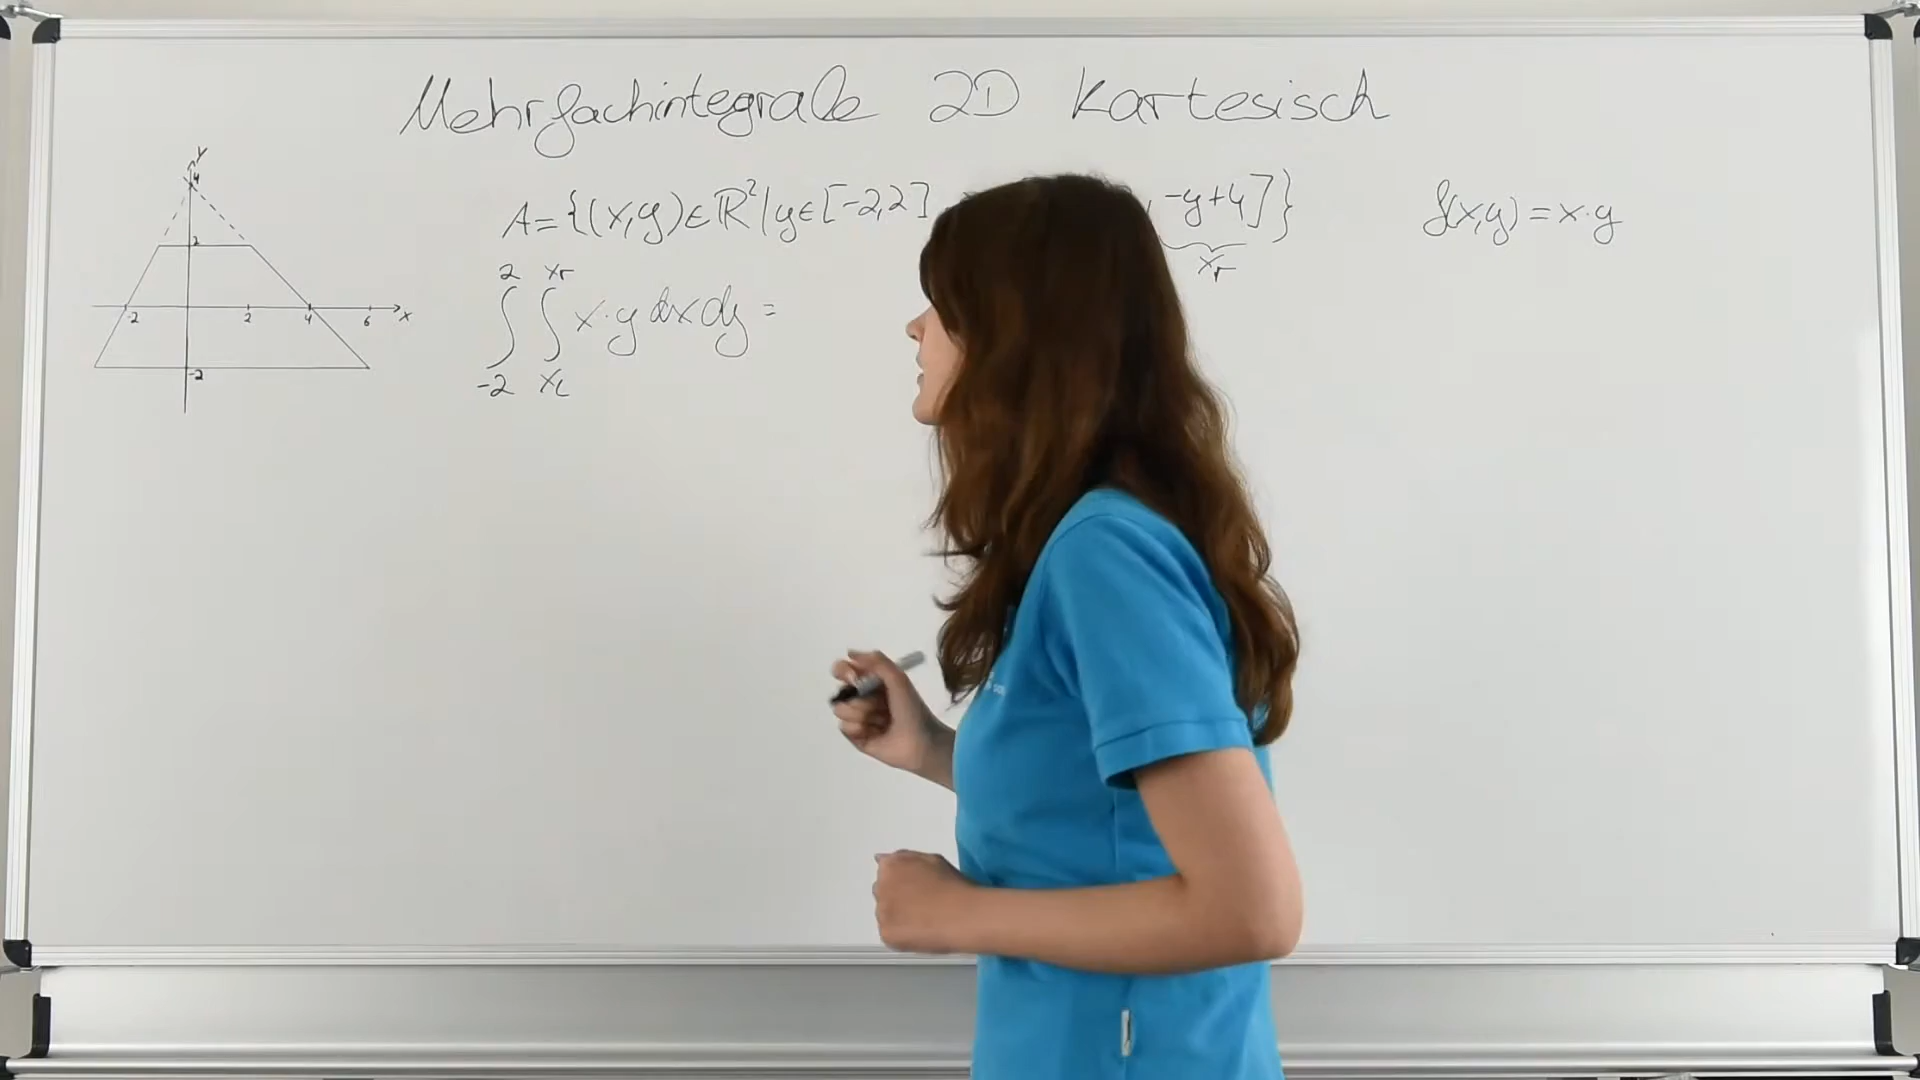 Mehrfachintegrale 2D Kartesisch
A={(x,y)∈ℝ²|y∈[-2,2] -y+4]} f(x,y)=x·y
xr
2 xr
∫ ∫ x·y dx dy =
-2 xl
y
4
2
-2 2 4 6 x
-2